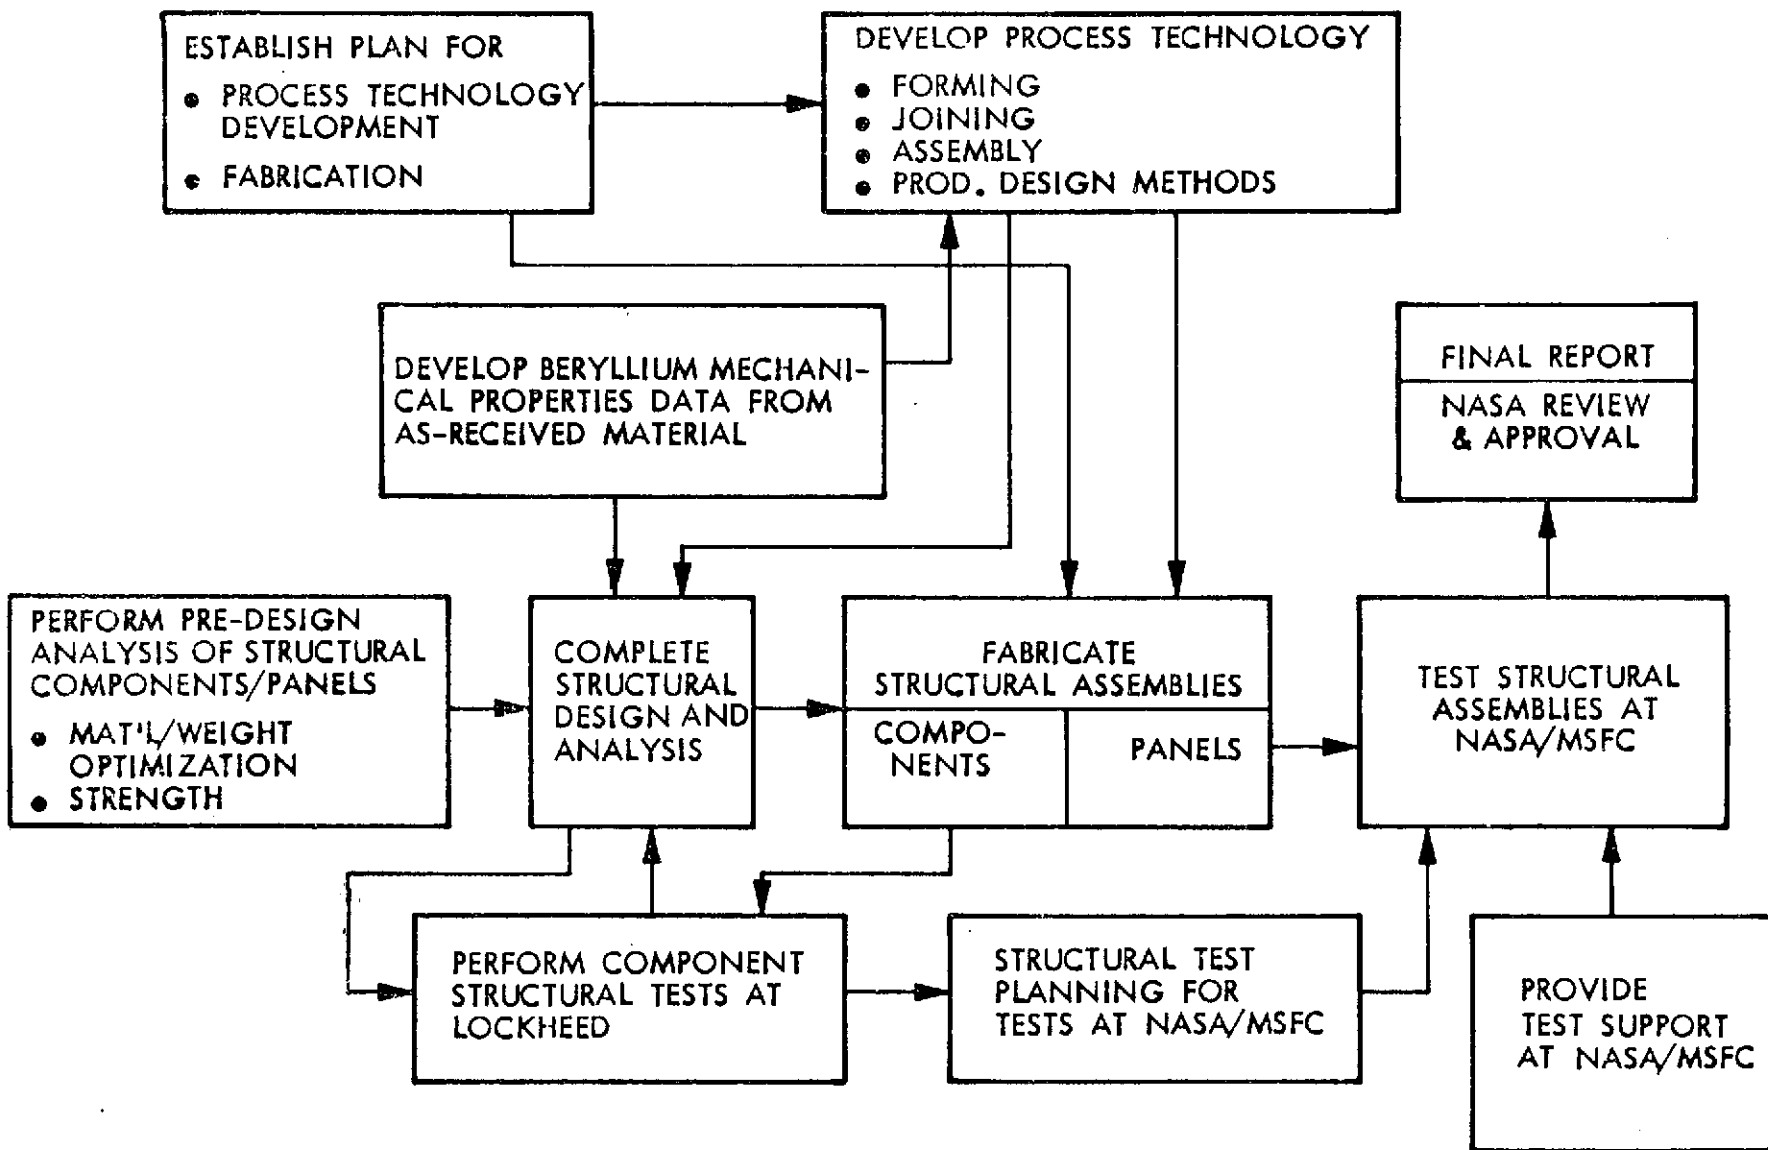 ESTABLISH PLAN FOR
• PROCESS TECHNOLOGY
DEVELOPMENT
• FABRICATION
DEVELOP PROCESS TECHNOLOGY
• FORMING
• JOINING
• ASSEMBLY
• PROD. DESIGN METHODS
DEVELOP BERYLLIUM MECHANI-
CAL PROPERTIES DATA FROM
AS-RECEIVED MATERIAL
FINAL REPORT
NASA REVIEW
& APPROVAL
PERFORM PRE-DESIGN
ANALYSIS OF STRUCTURAL
COMPONENTS/PANELS
• MAT'L/WEIGHT
OPTIMIZATION
• STRENGTH
COMPLETE
STRUCTURAL
DESIGN AND
ANALYSIS
FABRICATE
STRUCTURAL ASSEMBLIES
COMPO-
NENTS
PANELS
TEST STRUCTURAL
ASSEMBLIES AT
NASA/MSFC
PERFORM COMPONENT
STRUCTURAL TESTS AT
LOCKHEED
STRUCTURAL TEST
PLANNING FOR
TESTS AT NASA/MSFC
PROVIDE
TEST SUPPORT
AT NASA/MSFC